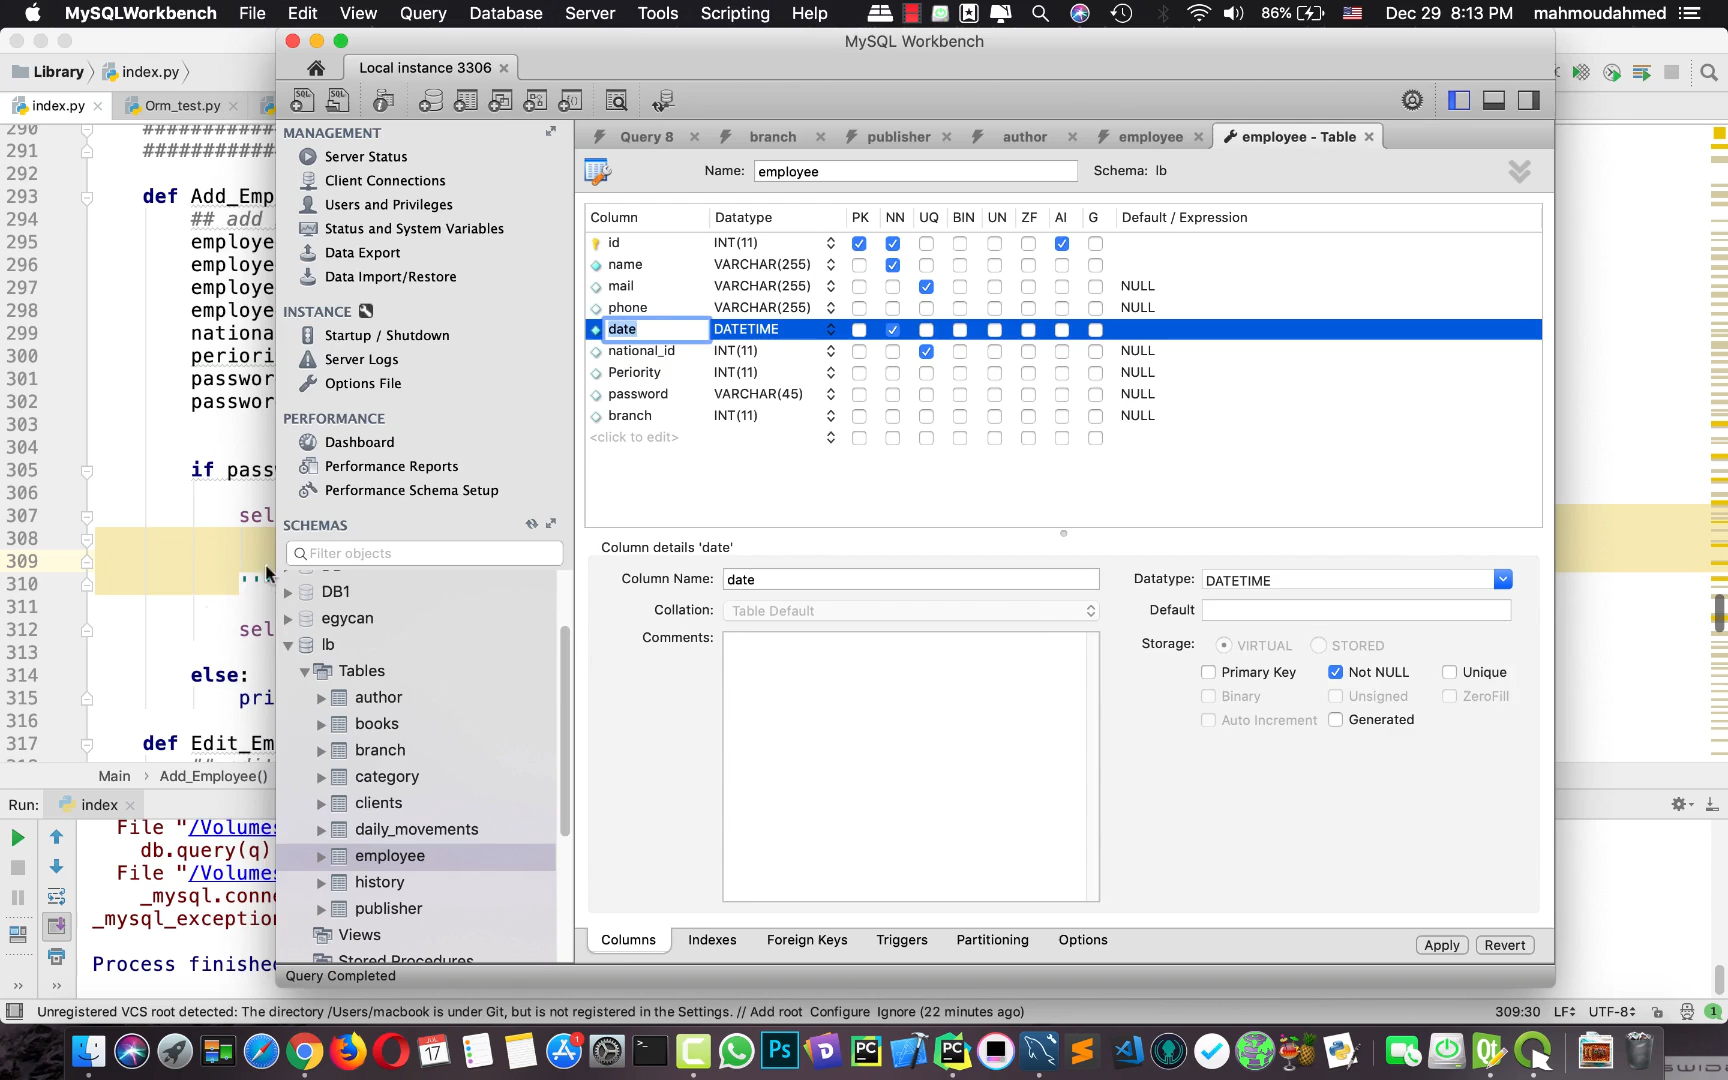 MySQLWorkbench File Edit View Query Database Server Tools Scripting Help 86% Dec 29 8:13 PM mahmoudahmed
MySQL Workbench
Library index.py
Local instance 3306
index.py Orm_test.py
MANAGEMENT
Server Status
Client Connections
Users and Privileges
Status and System Variables
Data Export
Data Import/Restore
INSTANCE
Startup / Shutdown
Server Logs
Options File
PERFORMANCE
Dashboard
Performance Reports
Performance Schema Setup
SCHEMAS
Filter objects
DB1
egycan
lb
Tables
author
books
branch
category
clients
daily_movements
employee
history
publisher
Views
Stored Procedures
Query Completed
Query 8 branch publisher author employee employee - Table
Name: employee Schema: lb
Column Datatype PK NN UQ BIN UN ZF AI G Default / Expression
id INT(11)
name VARCHAR(255)
mail VARCHAR(255) NULL
phone VARCHAR(255) NULL
date DATETIME
national_id INT(11) NULL
Periority INT(11) NULL
password VARCHAR(45) NULL
branch INT(11) NULL
<click to edit>
Column details 'date'
Column Name: date Datatype: DATETIME
Collation: Table Default Default
Comments: Storage: VIRTUAL STORED
Primary Key Not NULL Unique
Binary Unsigned ZeroFill
Auto Increment Generated
Columns Indexes Foreign Keys Triggers Partitioning Options Apply Revert
290 ############
291 ############
292
293 def Add_Emp
294 ## add
295 employe
296 employe
297 employe
298 employe
299 nationa
300 periori
301 passwor
302 passwor
303
304
305 if pass
306
307 sel
308
309
310 ''
311
312 sel
313
314 else:
315 pri
316
317 def Edit_Em
Main Add_Employee()
Run: index
File "/Volumes
db.query(q)
File "/Volumes
_mysql.conne
_mysql_exception
Process finishe
Unregistered VCS root detected: The directory /Users/macbook is under Git, but is not registered in the Settings. // Add root Configure Ignore (22 minutes ago) 309:30 LF UTF-8 1